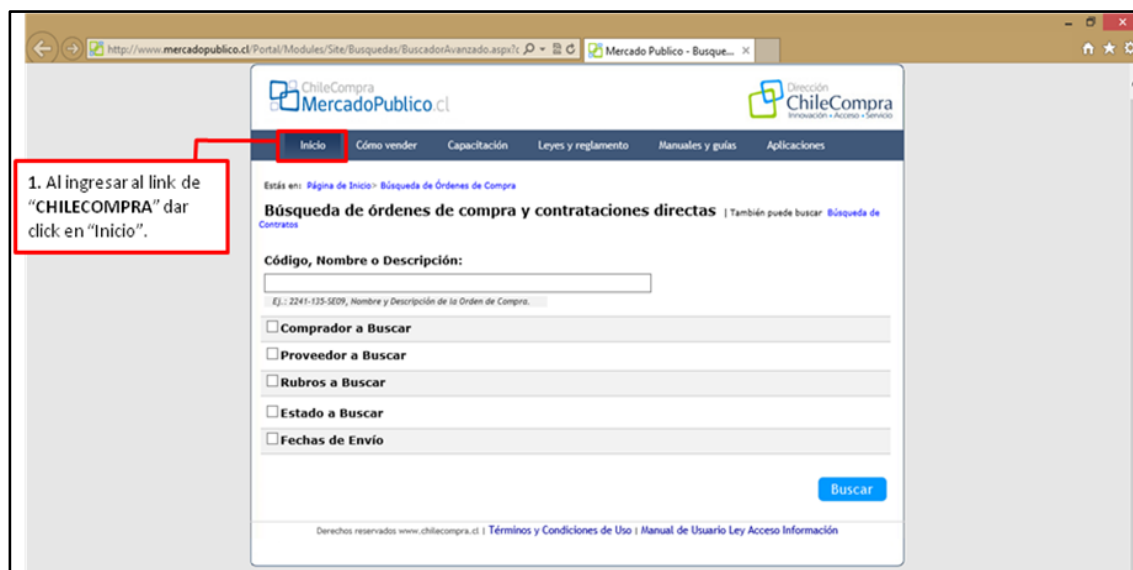 http://www.mercadopublico.cl/Portal/Modules/Site/Busquedas/BuscadorAvanzado.aspx?c
Mercado Publico - Busque...
ChileCompra
MercadoPublico.cl
Dirección
ChileCompra
Innovación • Acceso • Servicio
Inicio Cómo vender Capacitación Leyes y reglamento Manuales y guías Aplicaciones
1. Al ingresar al link de
“CHILECOMPRA” dar
click en “Inicio”.
Estás en: Página de Inicio> Búsqueda de Órdenes de Compra
Búsqueda de órdenes de compra y contrataciones directas | También puede buscar Búsqueda de
Contratos
Código, Nombre o Descripción:
Ej.: 2241-135-SE09, Nombre y Descripción de la Orden de Compra.
Comprador a Buscar
Proveedor a Buscar
Rubros a Buscar
Estado a Buscar
Fechas de Envío
Buscar
Derechos reservados www.chilecompra.cl | Términos y Condiciones de Uso | Manual de Usuario Ley Acceso Información